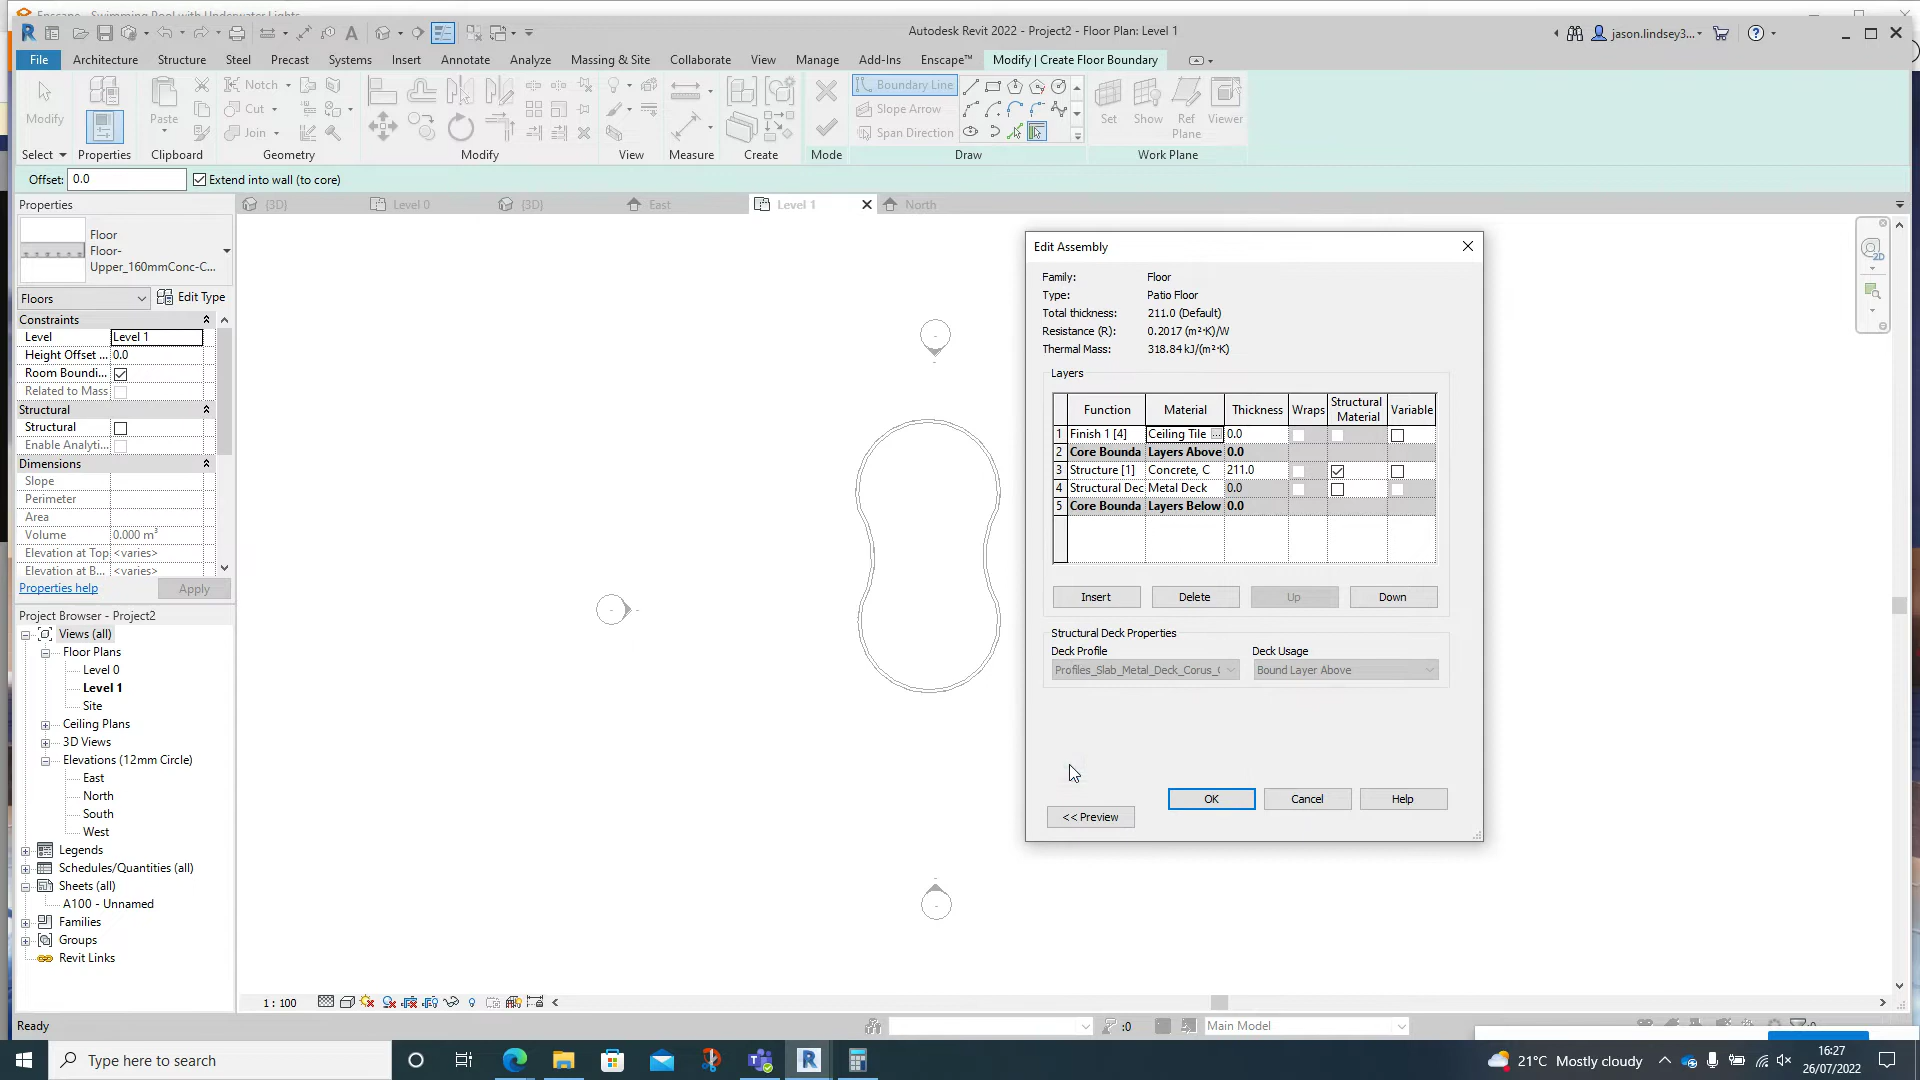 Enscape - Swimming Pool with Underwater Lights
Autodesk Revit 2022 - Project2 - Floor Plan: Level 1
jason.lindsey3...
File Architecture Structure Steel Precast Systems Insert Annotate Analyze Massing & Site Collaborate View Manage Add-Ins Enscape™ Modify | Create Floor Boundary
Modify
Paste
Notch
Cut
Join
Boundary Line
Slope Arrow
Span Direction
Set Show Ref Plane Viewer
Select Properties Clipboard Geometry Modify View Measure Create Mode Draw Work Plane
Offset: 0.0 Extend into wall (to core)
Properties
{3D} Level 0 {3D} East Level 1 North
Floor
Floor-
Upper_160mmConc-C...
Floors Edit Type
Constraints
Level Level 1
Height Offset ... 0.0
Room Boundi...
Related to Mass
Structural
Structural
Enable Analyti...
Dimensions
Slope
Perimeter
Area
Volume 0.000 m³
Elevation at Top <varies>
Elevation at B... <varies>
Properties help Apply
Project Browser - Project2
Views (all)
Floor Plans
Level 0
Level 1
Site
Ceiling Plans
3D Views
Elevations (12mm Circle)
East
North
South
West
Legends
Schedules/Quantities (all)
Sheets (all)
A100 - Unnamed
Families
Groups
Revit Links
Edit Assembly
Family: Floor
Type: Patio Floor
Total thickness: 211.0 (Default)
Resistance (R): 0.2017 (m²·K)/W
Thermal Mass: 318.84 kJ/(m²·K)
Layers
Function Material Thickness Wraps Structural Material Variable
1 Finish 1 [4] Ceiling Tile 0.0
2 Core Bounda Layers Above 0.0
3 Structure [1] Concrete, C 211.0
4 Structural Dec Metal Deck 0.0
5 Core Bounda Layers Below 0.0
Insert Delete Up Down
Structural Deck Properties
Deck Profile Deck Usage
Profiles_Slab_Metal_Deck_Corus_ Bound Layer Above
OK Cancel Help
<< Preview
1 : 100
Ready
:0
Main Model
Type here to search
21°C Mostly cloudy
16:27
26/07/2022